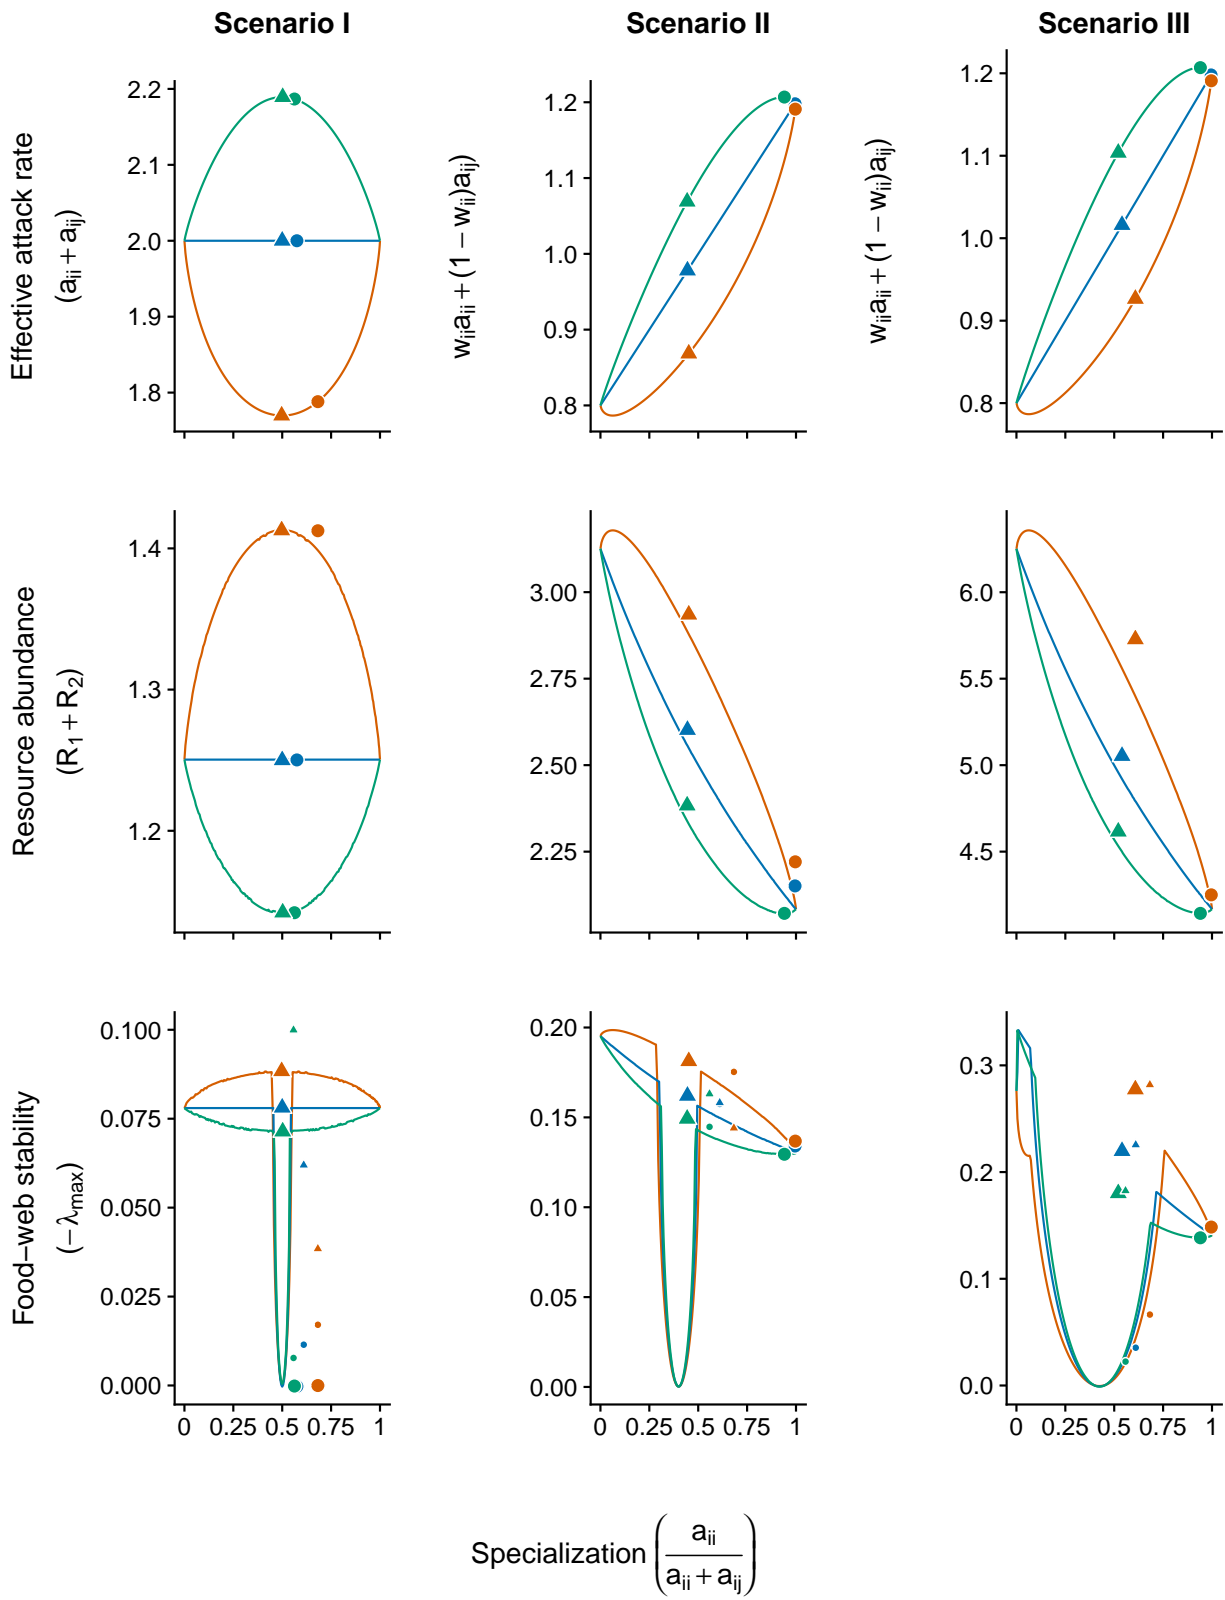 Scenario I
Scenario II
Scenario III
Effective attack rate
(aᵢᵢ + aᵢⱼ)
2.2
2.1
2.0
1.9
1.8
wᵢᵢaᵢᵢ + (1 − wᵢᵢ)aᵢⱼ)
1.2
1.1
1.0
0.9
0.8
wᵢᵢaᵢᵢ + (1 − wᵢᵢ)aᵢⱼ)
1.2
1.1
1.0
0.9
0.8
Resource abundance
(R₁ + R₂)
1.4
1.3
1.2
3.00
2.75
2.50
2.25
6.0
5.5
5.0
4.5
Food−web stability
(−λmax)
0.100
0.075
0.050
0.025
0.000
0 0.25 0.5 0.75 1
0.20
0.15
0.10
0.05
0.00
0 0.25 0.5 0.75 1
0.3
0.2
0.1
0.0
0 0.25 0.5 0.75 1
Specialization (aᵢᵢ / aᵢᵢ + aᵢⱼ)